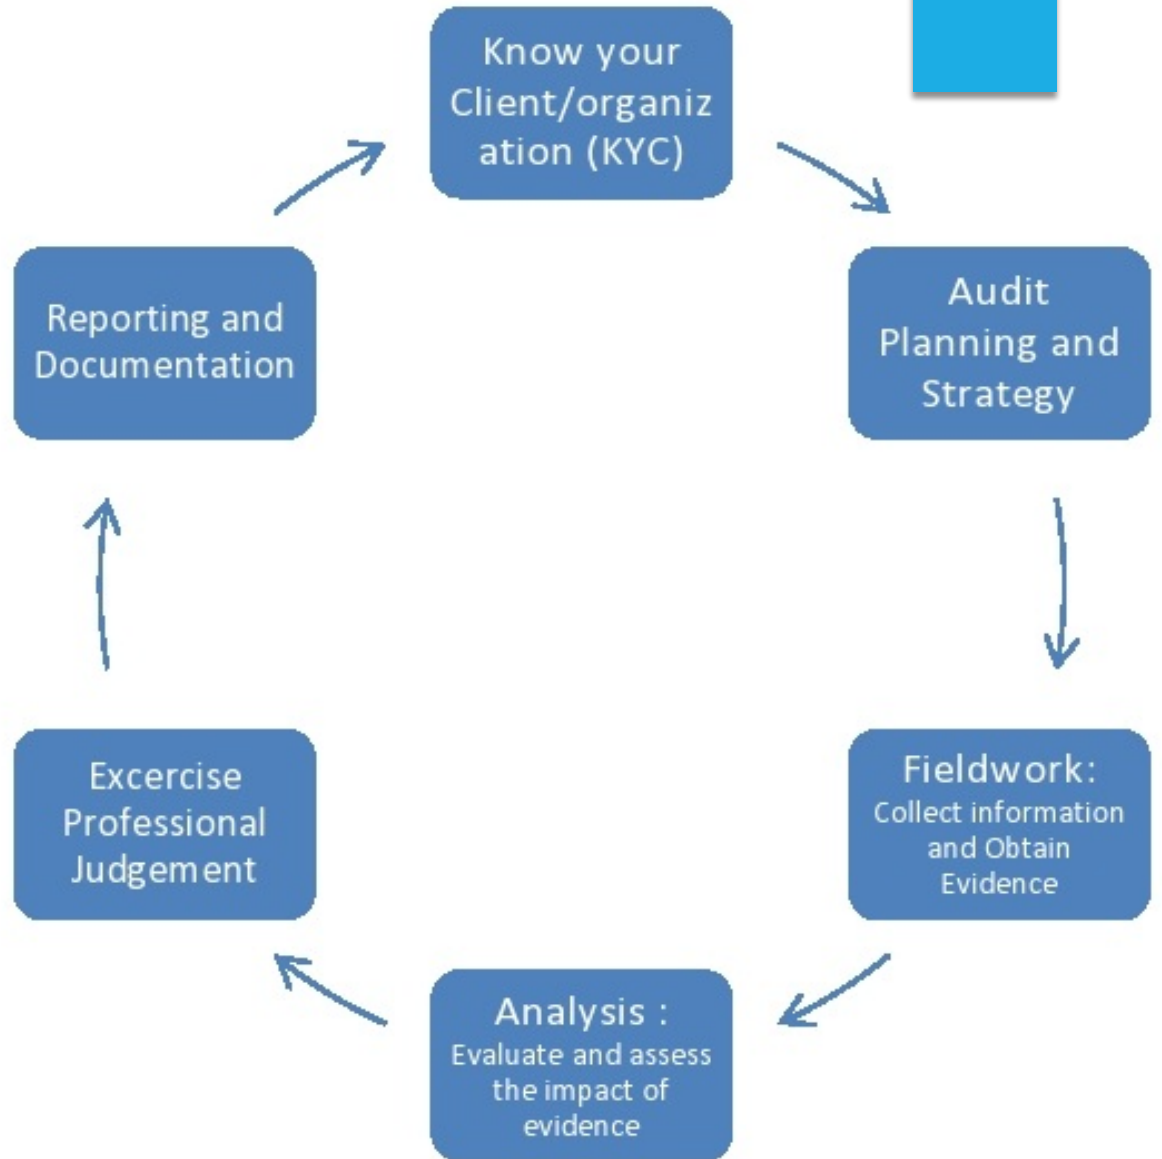 Know your
Client/organiz
ation (KYC)
Audit
Planning and
Strategy
Fieldwork:
Collect information
and Obtain
Evidence
Analysis :
Evaluate and assess
the impact of
evidence
Excercise
Professional
Judgement
Reporting and
Documentation